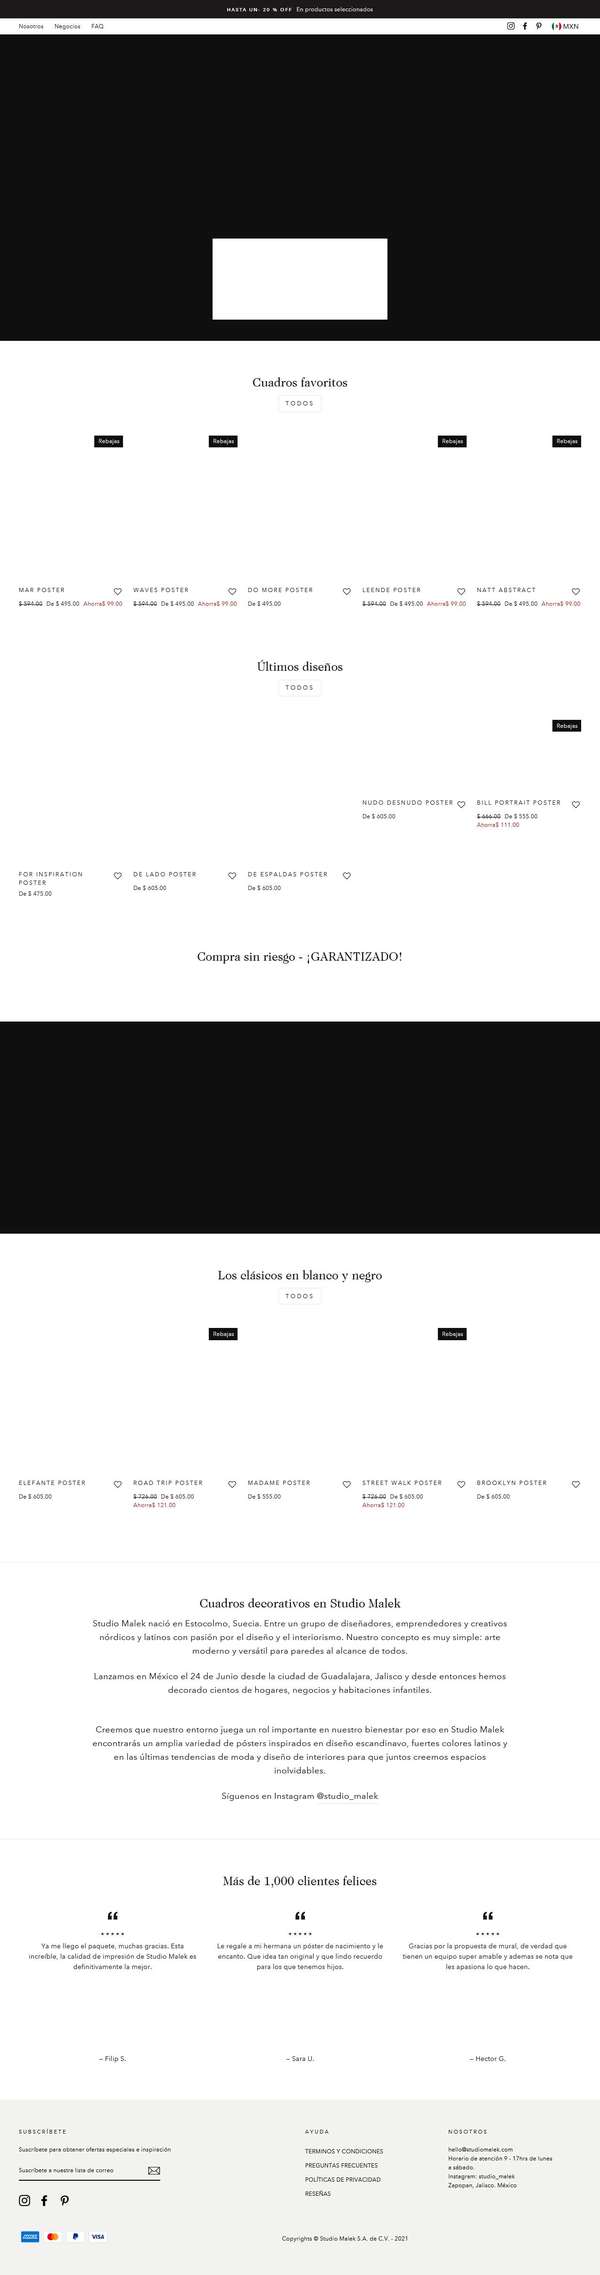 HASTA UN- 20 % OFF En productos seleccionados
Nosotros Negocios FAQ MXN
Cuadros favoritos
TODOS
Rebajas Rebajas Rebajas Rebajas
MAR POSTER
$ 594.00 De $ 495.00 Ahorra$ 99.00
WAVES POSTER
$ 594.00 De $ 495.00 Ahorra$ 99.00
DO MORE POSTER
De $ 495.00
LEENDE POSTER
$ 594.00 De $ 495.00 Ahorra$ 99.00
NATT ABSTRACT
$ 594.00 De $ 495.00 Ahorra$ 99.00
Últimos diseños
TODOS
Rebajas
FOR INSPIRATION
POSTER
De $ 475.00
DE LADO POSTER
De $ 605.00
DE ESPALDAS POSTER
De $ 605.00
NUDO DESNUDO POSTER
De $ 605.00
BILL PORTRAIT POSTER
$ 666.00 De $ 555.00
Ahorra$ 111.00
Compra sin riesgo - ¡GARANTIZADO!
Los clásicos en blanco y negro
TODOS
Rebajas Rebajas
ELEFANTE POSTER
De $ 605.00
ROAD TRIP POSTER
$ 726.00 De $ 605.00
Ahorra$ 121.00
MADAME POSTER
De $ 555.00
STREET WALK POSTER
$ 726.00 De $ 605.00
Ahorra$ 121.00
BROOKLYN POSTER
De $ 605.00
Cuadros decorativos en Studio Malek
Studio Malek nació en Estocolmo, Suecia. Entre un grupo de diseñadores, emprendedores y creativos
nórdicos y latinos con pasión por el diseño y el interiorismo. Nuestro concepto es muy simple: arte
moderno y versátil para paredes al alcance de todos.
Lanzamos en México el 24 de Junio desde la ciudad de Guadalajara, Jalisco y desde entonces hemos
decorado cientos de hogares, negocios y habitaciones infantiles.
Creemos que nuestro entorno juega un rol importante en nuestro bienestar por eso en Studio Malek
encontrarás un amplia variedad de pósters inspirados en diseño escandinavo, fuertes colores latinos y
en las últimas tendencias de moda y diseño de interiores para que juntos creemos espacios
inolvidables.
Síguenos en Instagram @studio_malek
Más de 1,000 clientes felices
“
★★★★★
Ya me llego el paquete, muchas gracias. Esta
increíble, la calidad de impresión de Studio Malek es
definitivamente la mejor.
– Filip S.
“
★★★★★
Le regale a mi hermana un póster de nacimiento y le
encanto. Que idea tan original y que lindo recuerdo
para los que tenemos hijos.
– Sara U.
“
★★★★★
Gracias por la propuesta de mural, de verdad que
tienen un equipo super amable y ademas se nota que
les apasiona lo que hacen.
– Hector G.
SUBSCRÍBETE
Suscríbete para obtener ofertas especiales e inspiración
Suscríbete a nuestra lista de correo
AYUDA
TERMINOS Y CONDICIONES
PREGUNTAS FRECUENTES
POLÍTICAS DE PRIVACIDAD
RESEÑAS
NOSOTROS
hello@studiomalek.com
Horario de atención 9 - 17hrs de lunes
a sábado.
Instagram: studio_malek
Zapopan, Jalisco. México
VISA
Copyrights © Studio Malek S.A. de C.V. - 2021